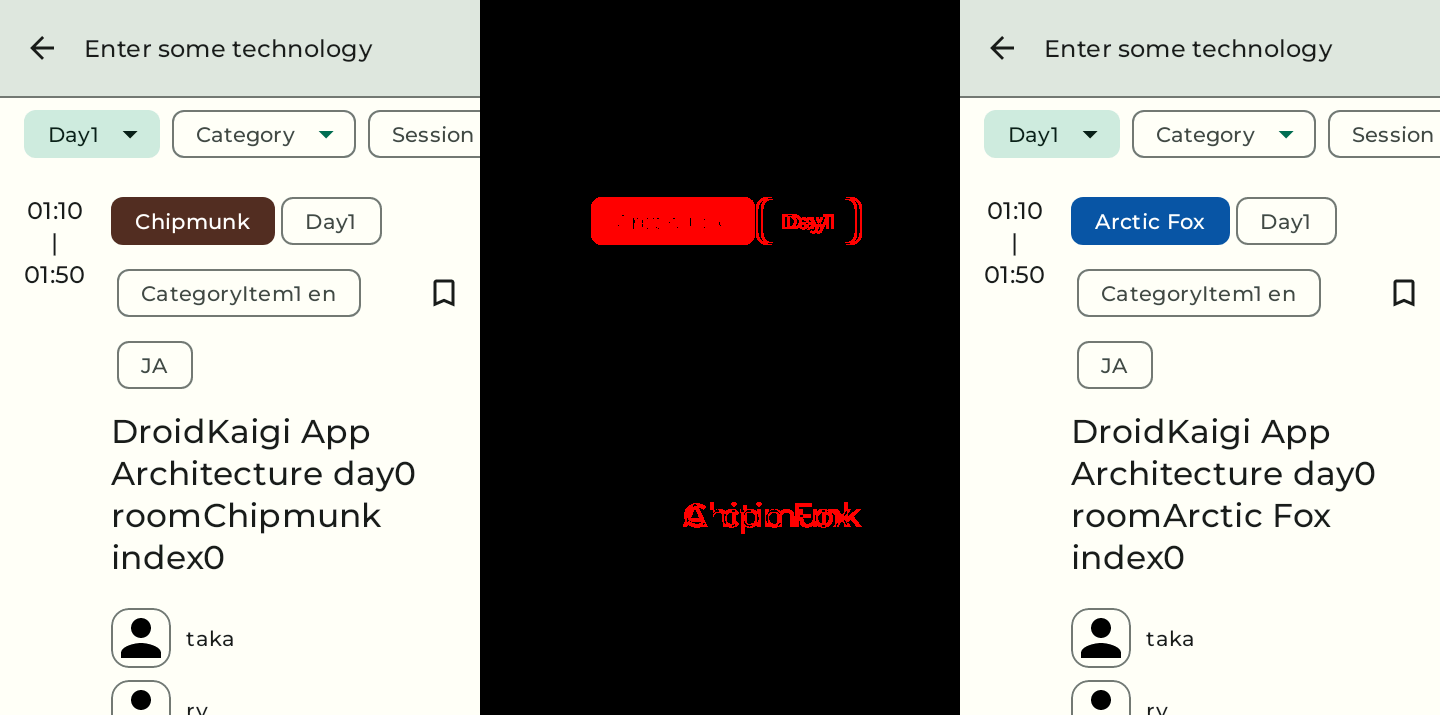 Enter some technology
Day1 Category Session
01:10
|
01:50
Chipmunk Day1
CategoryItem1 en
JA
DroidKaigi App
Architecture day0
roomChipmunk
index0
taka
ry
Day1
Enter some technology
Day1 Category Session
01:10
|
01:50
Arctic Fox Day1
CategoryItem1 en
JA
DroidKaigi App
Architecture day0
roomArctic Fox
index0
taka
ry